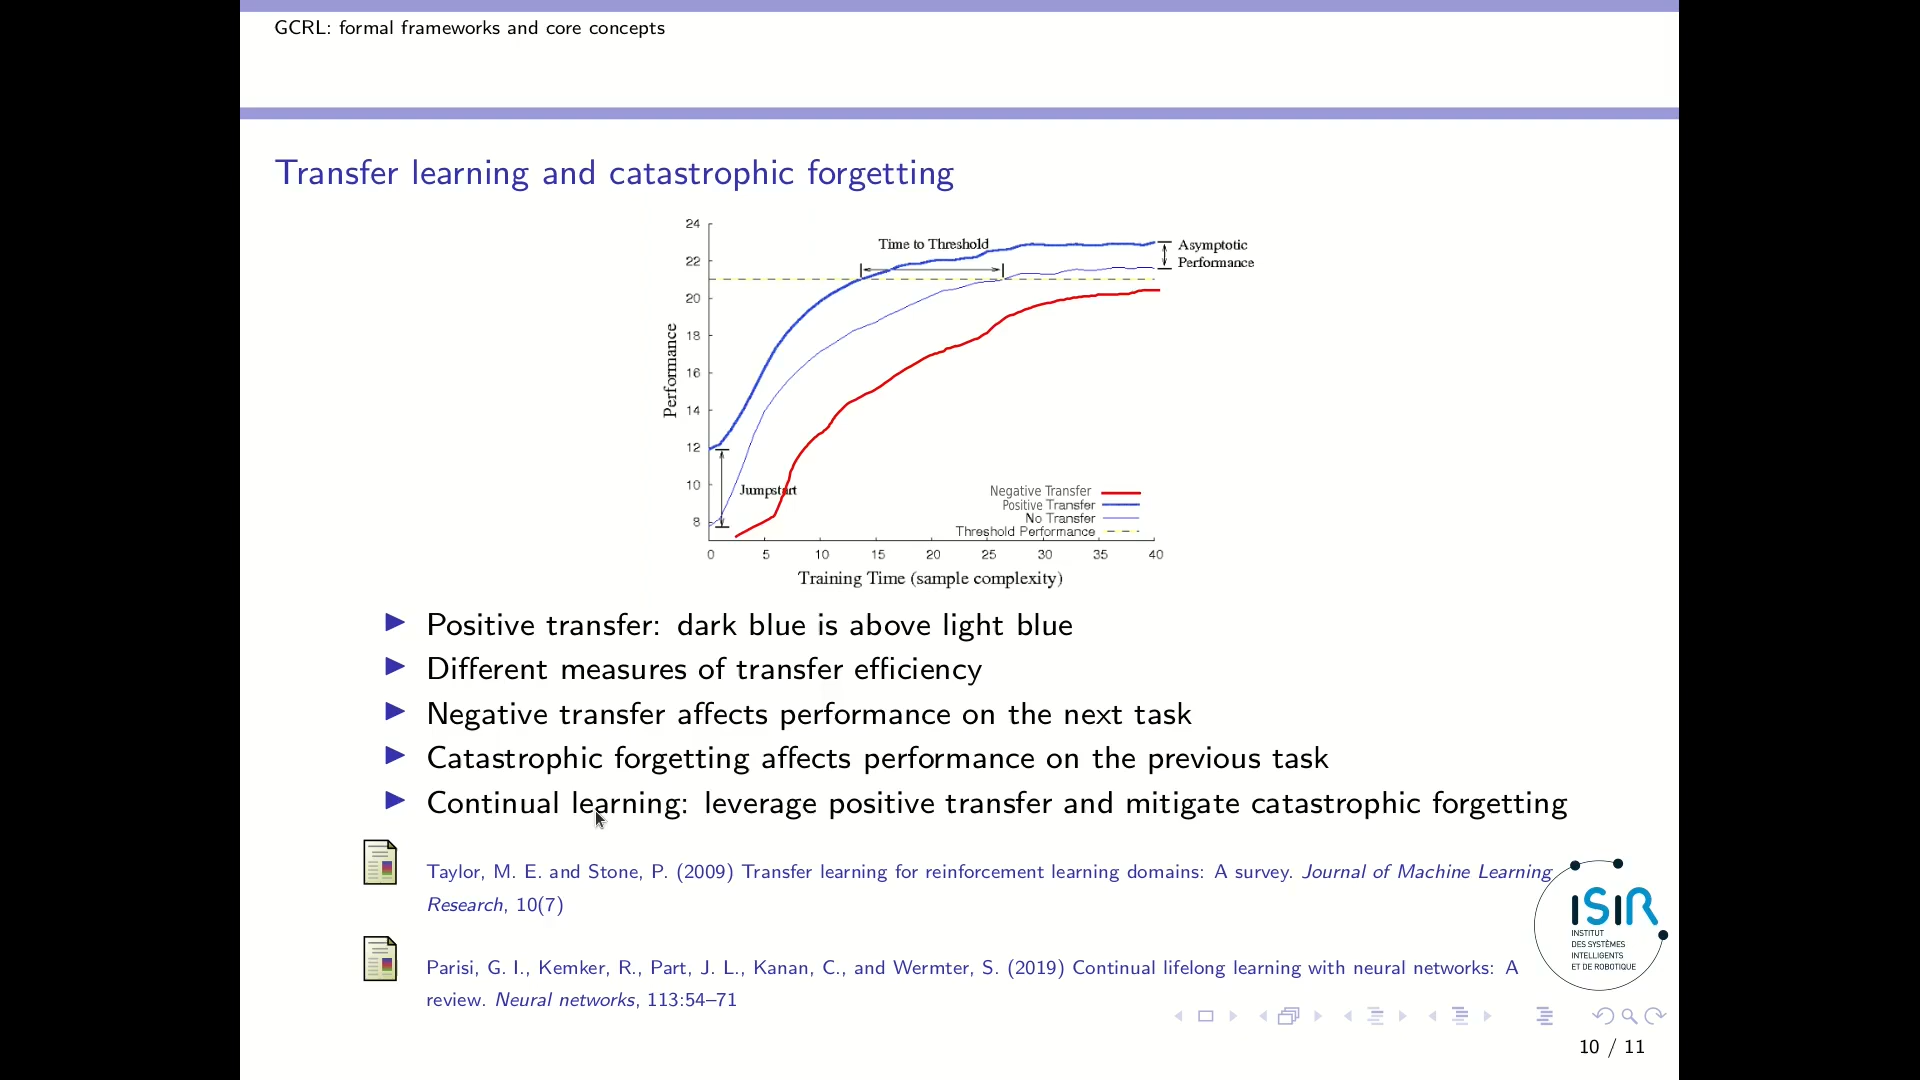 GCRL: formal frameworks and core concepts
Transfer learning and catastrophic forgetting
24
22
20
18
16
14
12
10
8
Performance
Time to Threshold
Asymptotic
Performance
Jumpstart
Negative Transfer
Positive Transfer
No Transfer
Threshold Performance
0 5 10 15 20 25 30 35 40
Training Time (sample complexity)
Positive transfer: dark blue is above light blue
Different measures of transfer efficiency
Negative transfer affects performance on the next task
Catastrophic forgetting affects performance on the previous task
Continual learning: leverage positive transfer and mitigate catastrophic forgetting
Taylor, M. E. and Stone, P. (2009) Transfer learning for reinforcement learning domains: A survey. Journal of Machine Learning
Research, 10(7)
Parisi, G. I., Kemker, R., Part, J. L., Kanan, C., and Wermter, S. (2019) Continual lifelong learning with neural networks: A
review. Neural networks, 113:54–71
ISIR
INSTITUT
DES SYSTÈMES
INTELLIGENTS
ET DE ROBOTIQUE
10 / 11